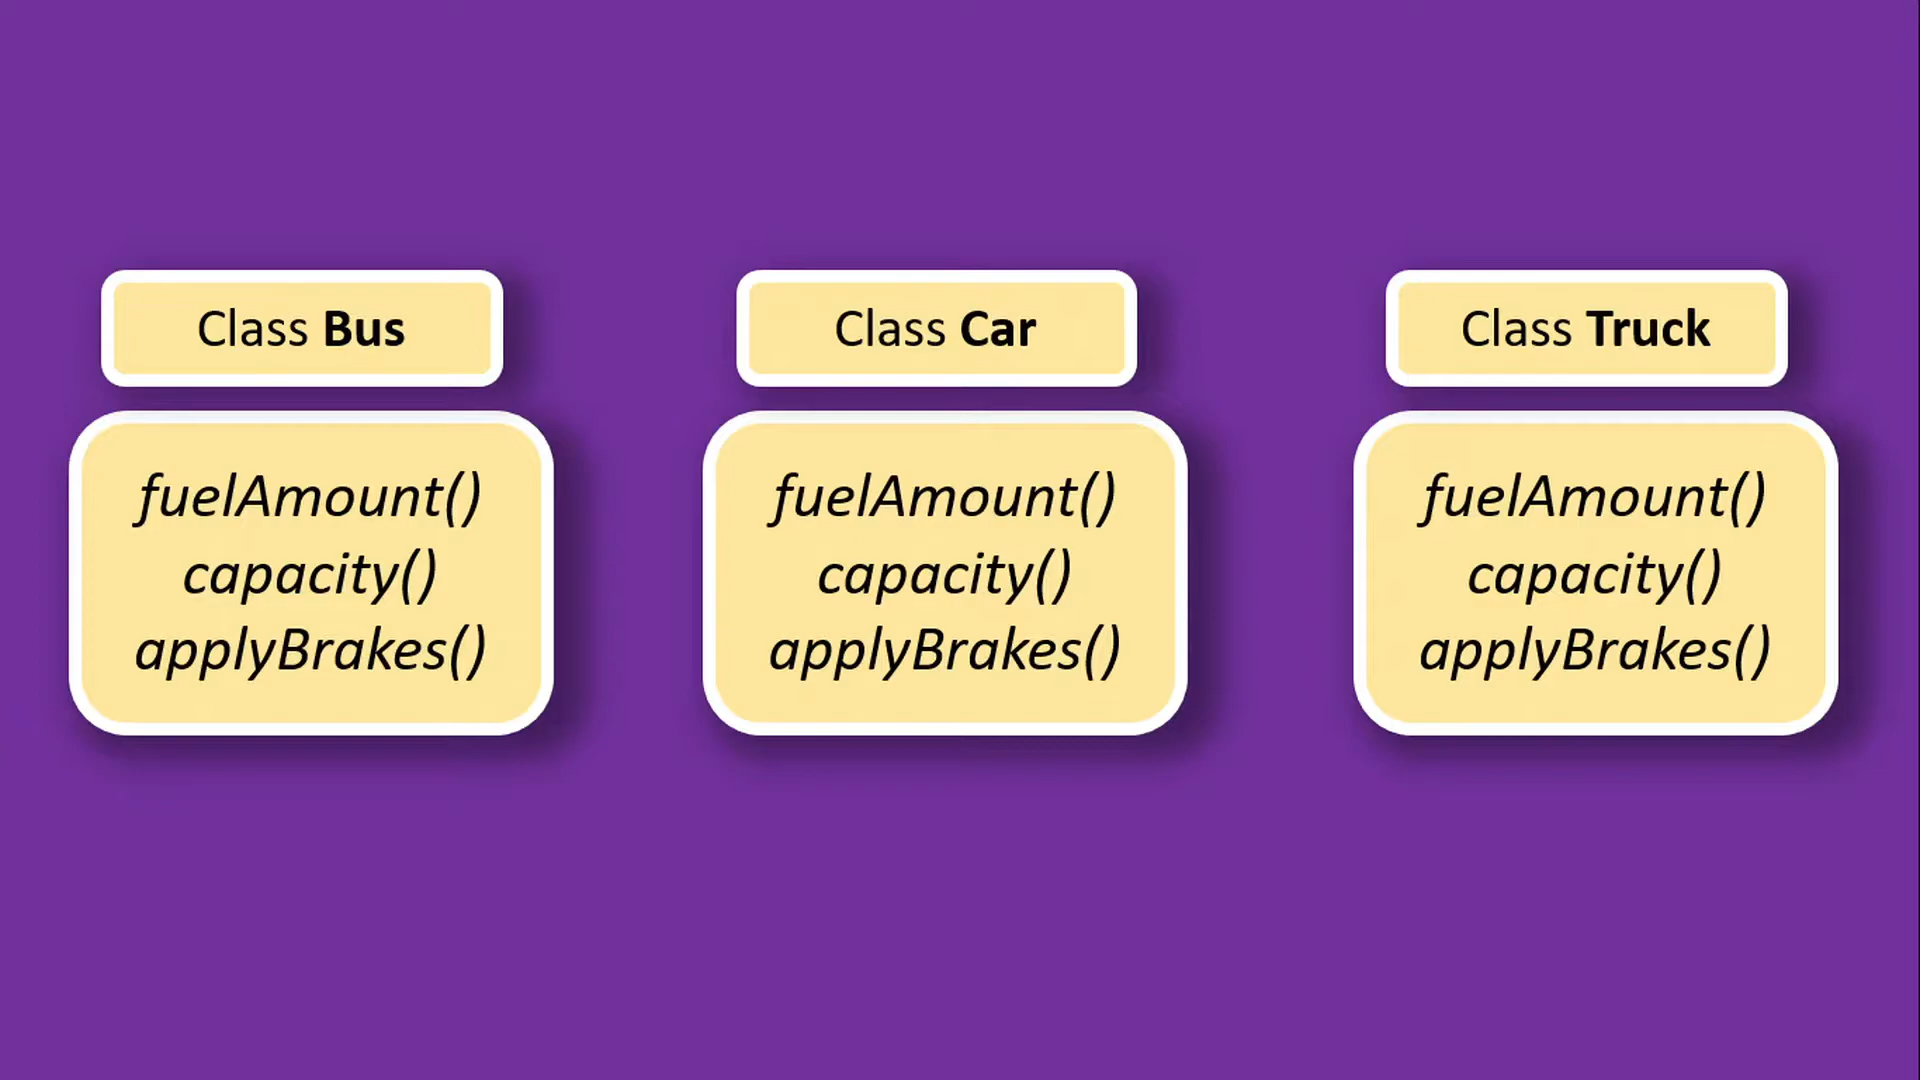 Class Bus
fuelAmount()
capacity()
applyBrakes()
Class Car
fuelAmount()
capacity()
applyBrakes()
Class Truck
fuelAmount()
capacity()
applyBrakes()